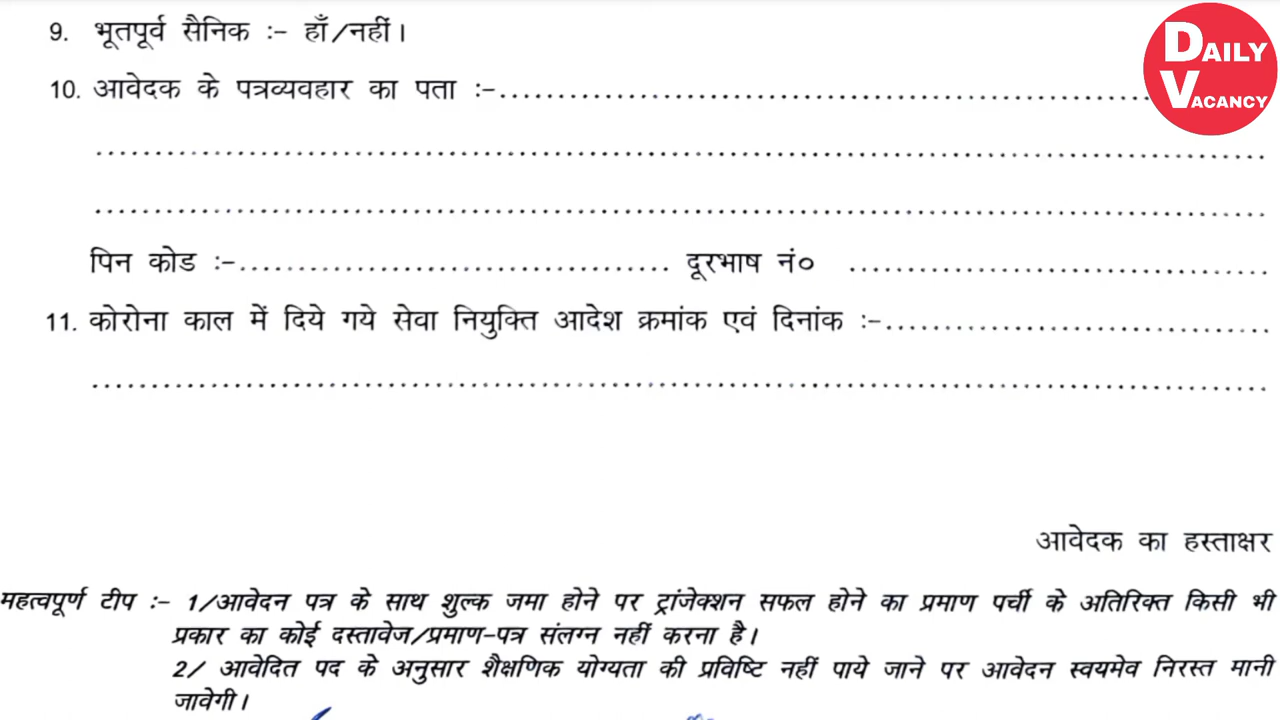 9. भूतपूर्व सैनिक :- हाँ/नहीं।
DAILY
VACANCY
10. आवेदक के पत्रव्यवहार का पता :-.......................................................................
..............................................................................................................................
..............................................................................................................................
पिन कोड :-............................................... दूरभाष नं० .............................................
11. कोरोना काल में दिये गये सेवा नियुक्ति आदेश क्रमांक एवं दिनांक :-.........................................
..............................................................................................................................
आवेदक का हस्ताक्षर
महत्वपूर्ण टीप :- 1/आवेदन पत्र के साथ शुल्क जमा होने पर ट्रांजेक्शन सफल होने का प्रमाण पर्ची के अतिरिक्त किसी भी
प्रकार का कोई दस्तावेज/प्रमाण-पत्र संलग्न नहीं करना है।
2/ आवेदित पद के अनुसार शैक्षणिक योग्यता की प्रविष्टि नहीं पाये जाने पर आवेदन स्वयमेव निरस्त मानी
जावेगी।